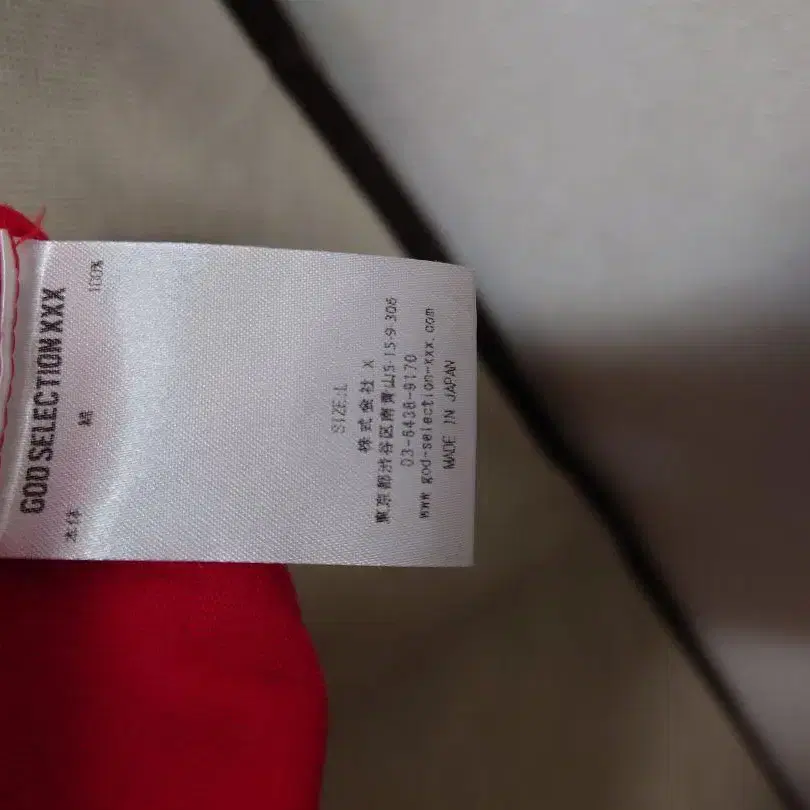 GOD SELECTION XXX
本体 綿 100%
SIZE:L
株式会社 X
東京都渋谷区南青山5-15-9-306
03-6438-9170
www.god-selection-xxx.com
MADE IN JAPAN